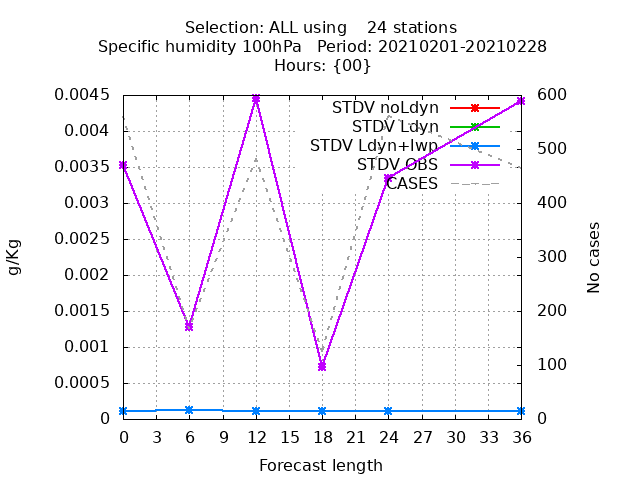 Selection: ALL using    24 stations
Specific humidity 100hPa   Period: 20210201-20210228
Hours: {00}
0.0045
0.004
0.0035
0.003
0.0025
0.002
0.0015
0.001
0.0005
0
g/Kg
STDV noLdyn
STDV Ldyn
STDV Ldyn+lwp
STDV OBS
CASES
600
500
400
300
200
100
0
No cases
0 3 6 9 12 15 18 21 24 27 30 33 36
Forecast length